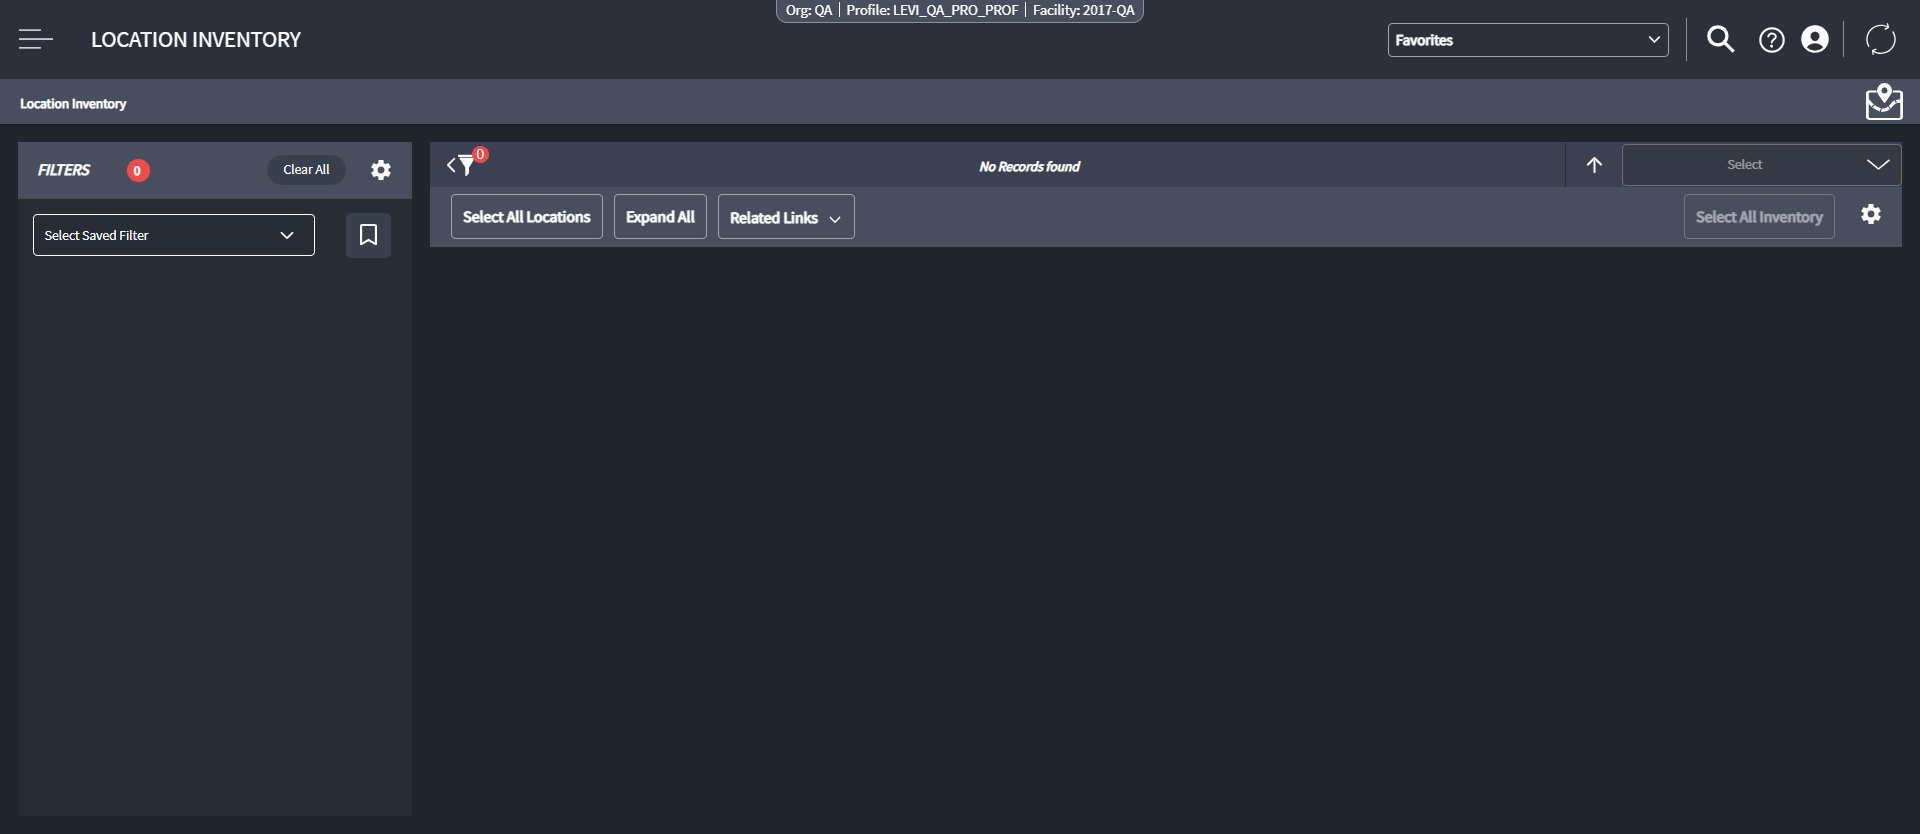 Org: QA | Profile: LEVI_QA_PRO_PROF | Facility: 2017-QA
LOCATION INVENTORY
Favorites
Location Inventory
FILTERS 0 Clear All
Select Saved Filter
0 No Records found Select
Select All Locations Expand All Related Links Select All Inventory